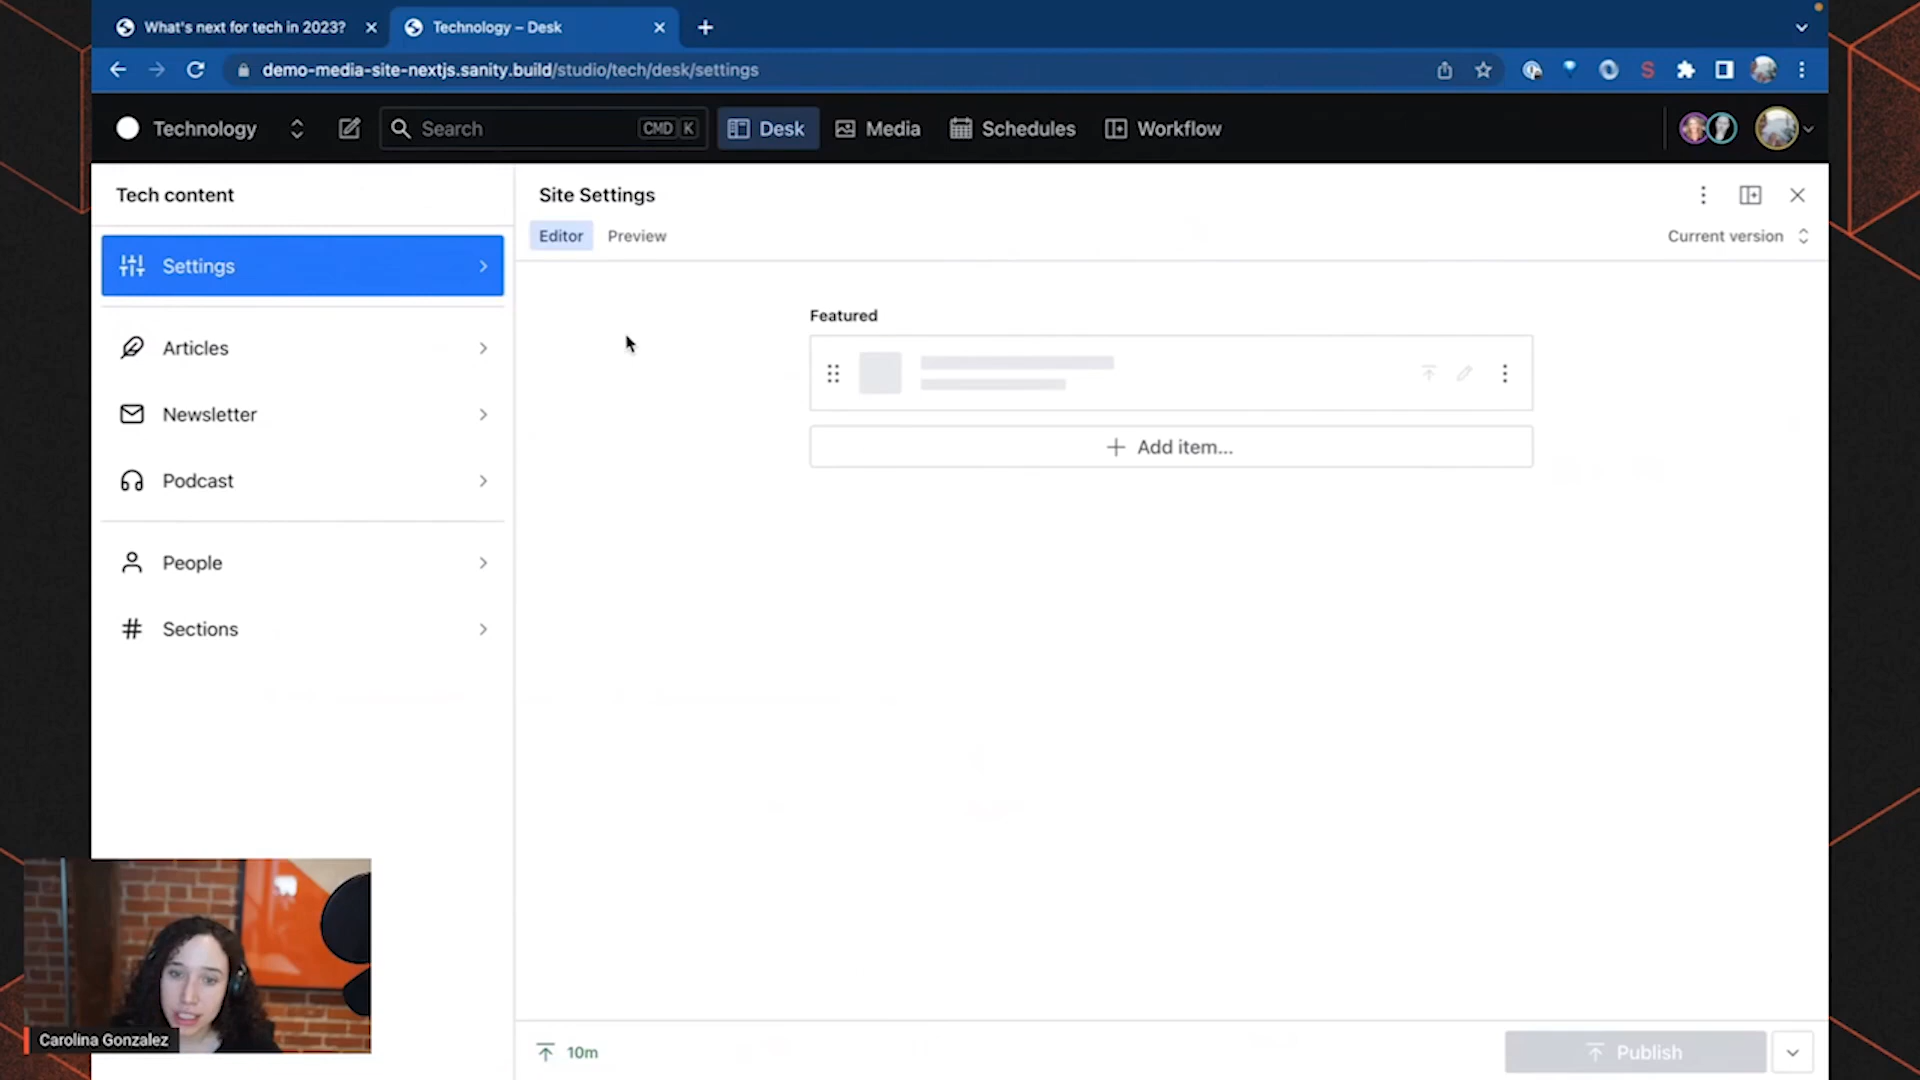 What's next for tech in 2023?
Technology – Desk
demo-media-site-nextjs.sanity.build/studio/tech/desk/settings
Technology
Search
CMD K
Desk
Media
Schedules
Workflow
Tech content
Site Settings
Editor
Preview
Current version
Settings
Articles
Newsletter
Podcast
People
Sections
Featured
Add item...
Carolina Gonzalez
10m
Publish